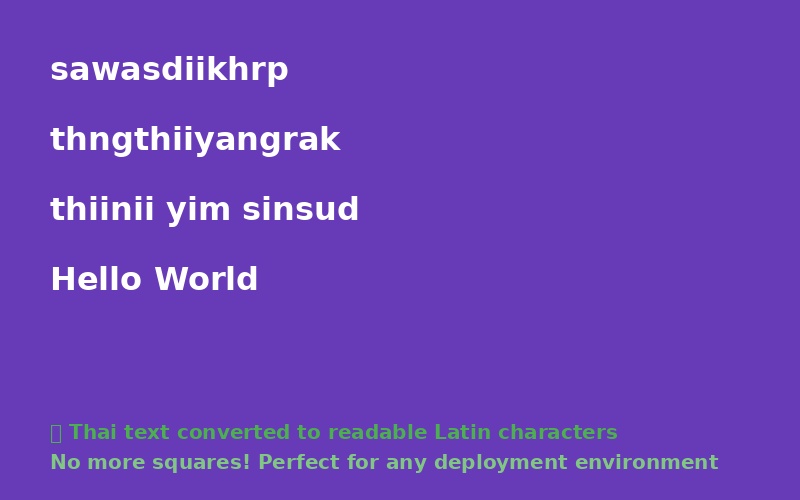 sawasdiikhrp
thngthiiyangrak
thiinii yim sinsud
Hello World
Thai text converted to readable Latin characters
No more squares! Perfect for any deployment environment